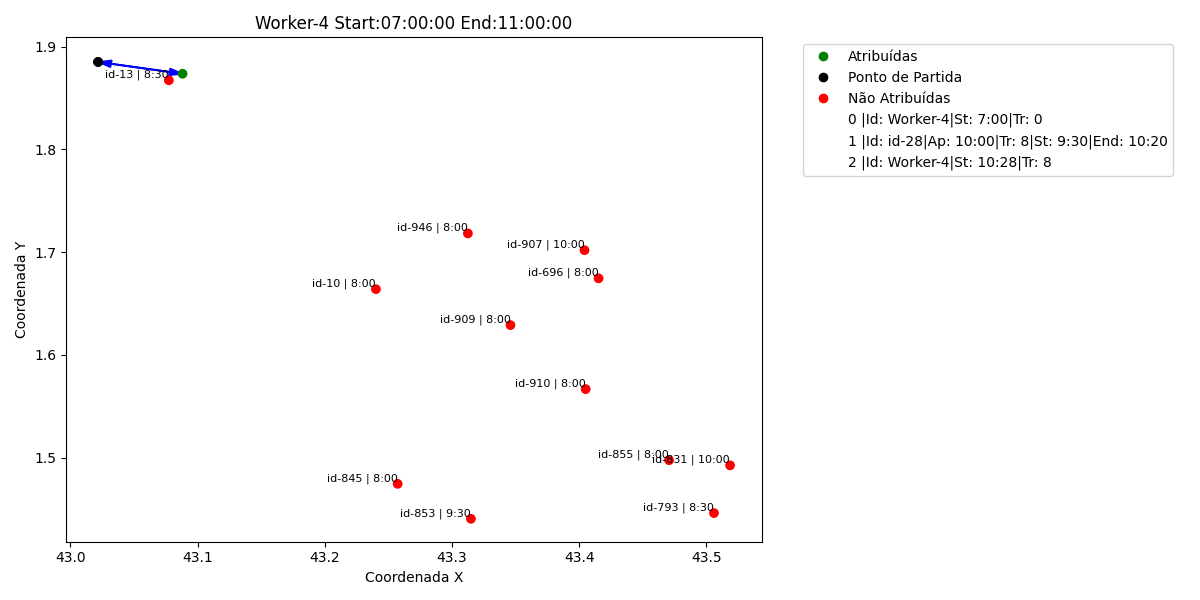 Worker-4 Start:07:00:00 End:11:00:00
Coordenada Y
1.9
1.8
1.7
1.6
1.5
id-13 | 8:30
id-946 | 8:00
id-907 | 10:00
id-696 | 8:00
id-10 | 8:00
id-909 | 8:00
id-910 | 8:00
id-855 | 8:00
id-831 | 10:00
id-845 | 8:00
id-853 | 9:30
id-793 | 8:30
43.0 43.1 43.2 43.3 43.4 43.5
Coordenada X
Atribuídas
Ponto de Partida
Não Atribuídas
0 |Id: Worker-4|St: 7:00|Tr: 0
1 |Id: id-28|Ap: 10:00|Tr: 8|St: 9:30|End: 10:20
2 |Id: Worker-4|St: 10:28|Tr: 8